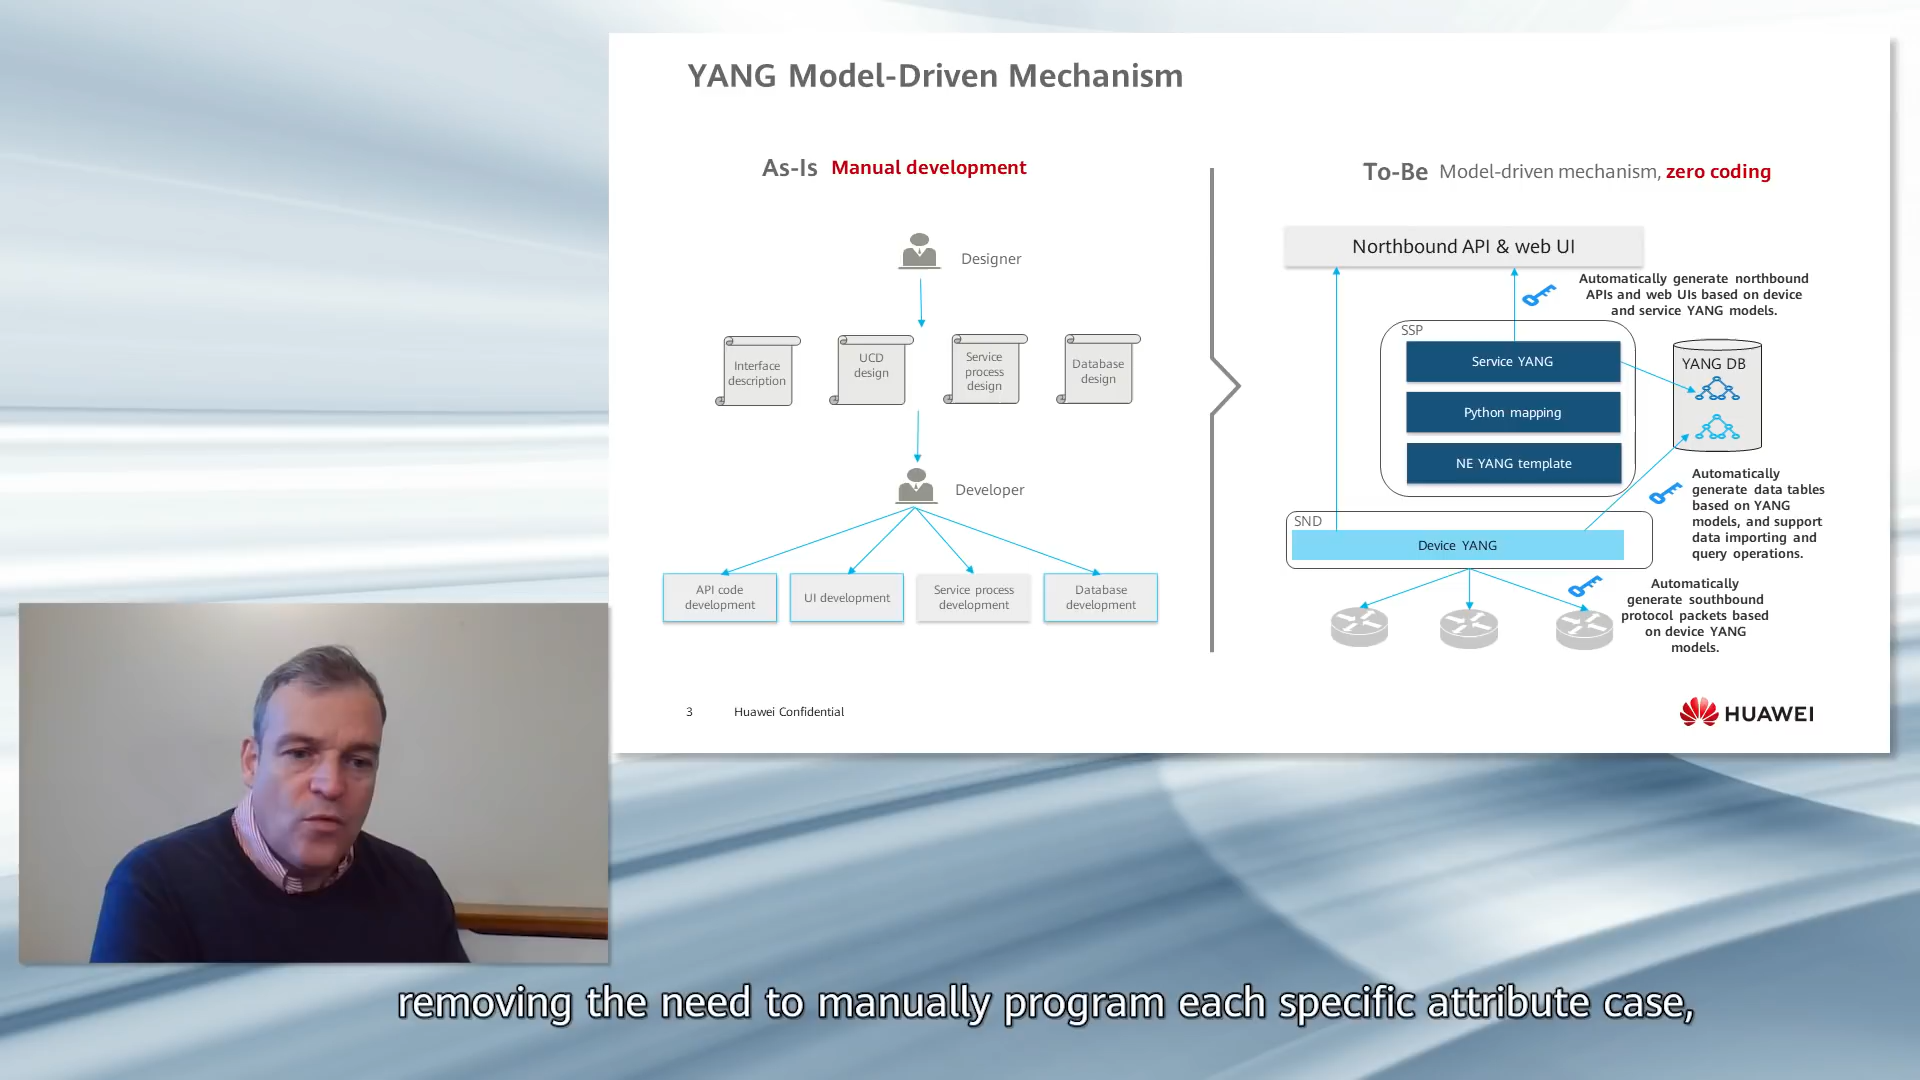 YANG Model-Driven Mechanism
As-Is Manual development
Designer
Interface
description
UCD
design
Service
process
design
Database
design
Developer
API code
development
UI development
Service process
development
Database
development
To-Be Model-driven mechanism, zero coding
Northbound API & web UI
Automatically generate northbound
APIs and web UIs based on device
and service YANG models.
SSP
Service YANG
Python mapping
NE YANG template
YANG DB
Automatically
generate data tables
based on YANG
models, and support
data importing and
query operations.
SND
Device YANG
Automatically
generate southbound
protocol packets based
on device YANG
models.
3 Huawei Confidential
HUAWEI
removing the need to manually program each specific attribute case,